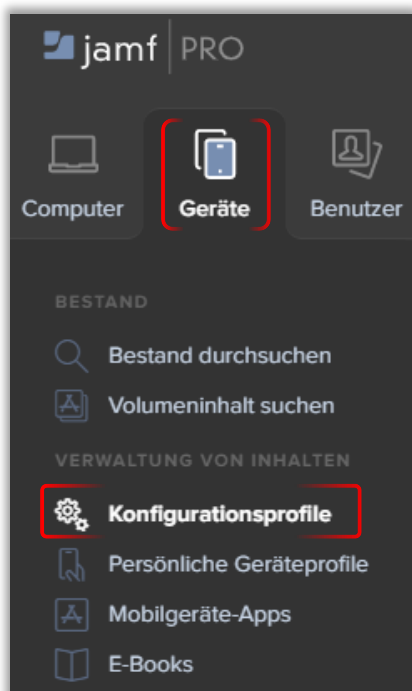 jamf | PRO
Computer Geräte Benutzer
BESTAND
Bestand durchsuchen
Volumeninhalt suchen
VERWALTUNG VON INHALTEN
Konfigurationsprofile
Persönliche Geräteprofile
Mobilgeräte-Apps
E-Books